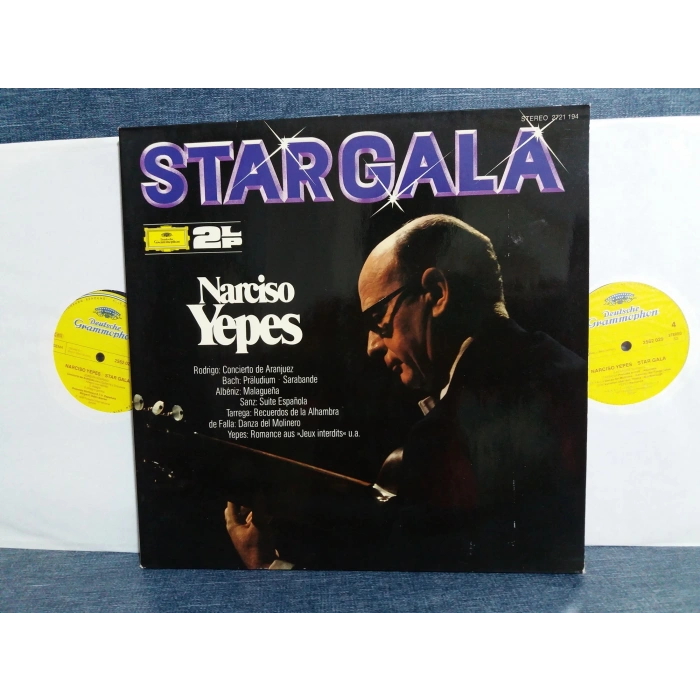 STEREO 2721 194
STAR GALA
Deutsche
Grammophon
2LP
Narciso
Yepes
Rodrigo: Concierto de Aranjuez
Bach: Präludium · Sarabande
Albéniz: Malagueña
Sanz: Suite Española
Tarrega: Recuerdos de la Alhambra
de Falla: Danza del Molinero
Yepes: Romance aus »Jeux interdits« u.a.
Deutsche
Grammophon
NARCISO YEPES - STAR GALA
Deutsche
Grammophon
4
NARCISO YEPES - STAR-GALA